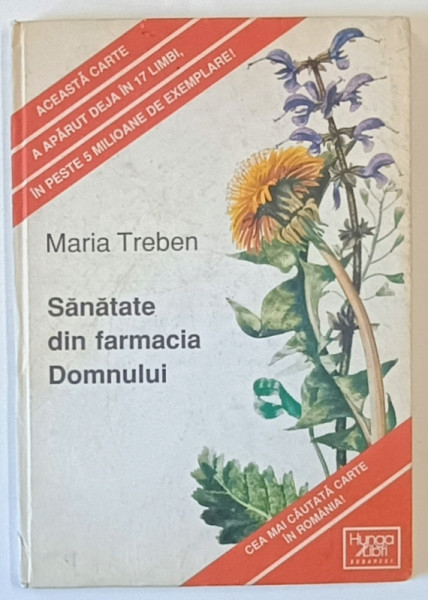 ACEASTĂ CARTE
A APĂRUT DEJA ÎN 17 LIMBI,
ÎN PESTE 5 MILIOANE DE EXEMPLARE!
Maria Treben
Sănătate
din farmacia
Domnului
CEA MAI CĂUTATĂ CARTE
ÎN ROMÂNIA!
Hunga
Libri
BUDAPEST